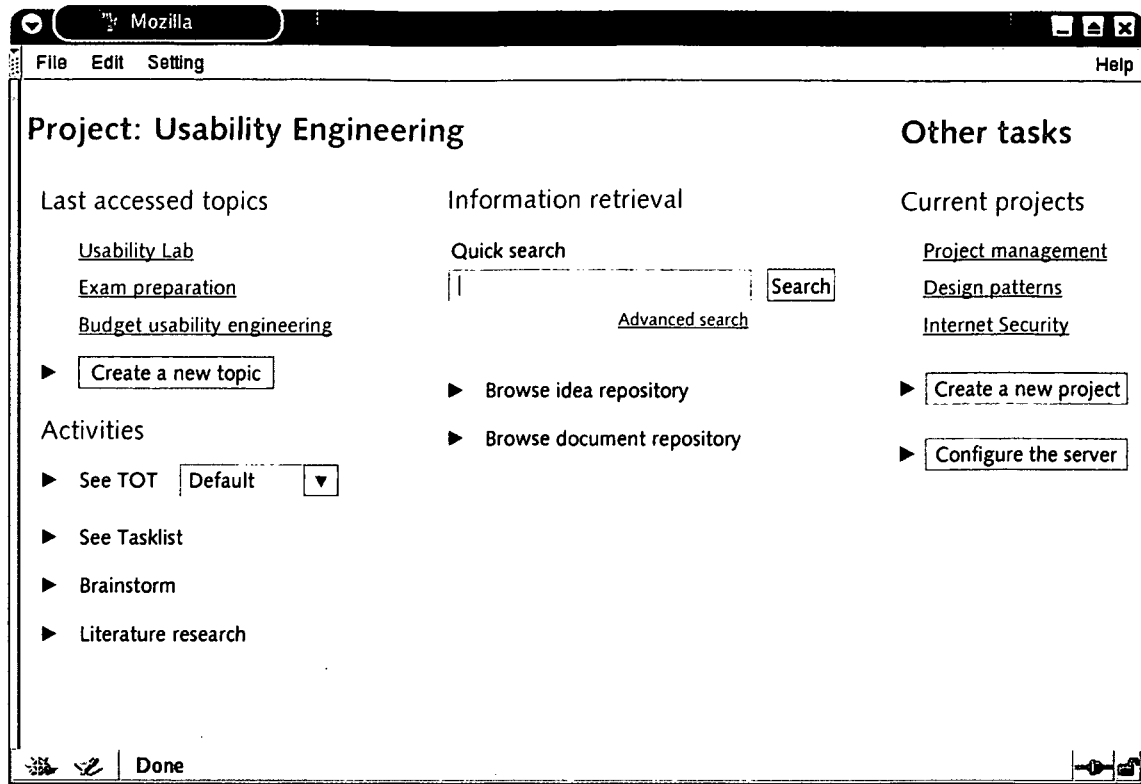 Mozilla
File Edit Setting Help
Project: Usability Engineering
Last accessed topics
Usability Lab
Exam preparation
Budget usability engineering
Create a new topic
Activities
See TOT Default
See Tasklist
Brainstorm
Literature research
Information retrieval
Quick search
Search
Advanced search
Browse idea repository
Browse document repository
Other tasks
Current projects
Project management
Design patterns
Internet Security
Create a new project
Configure the server
Done